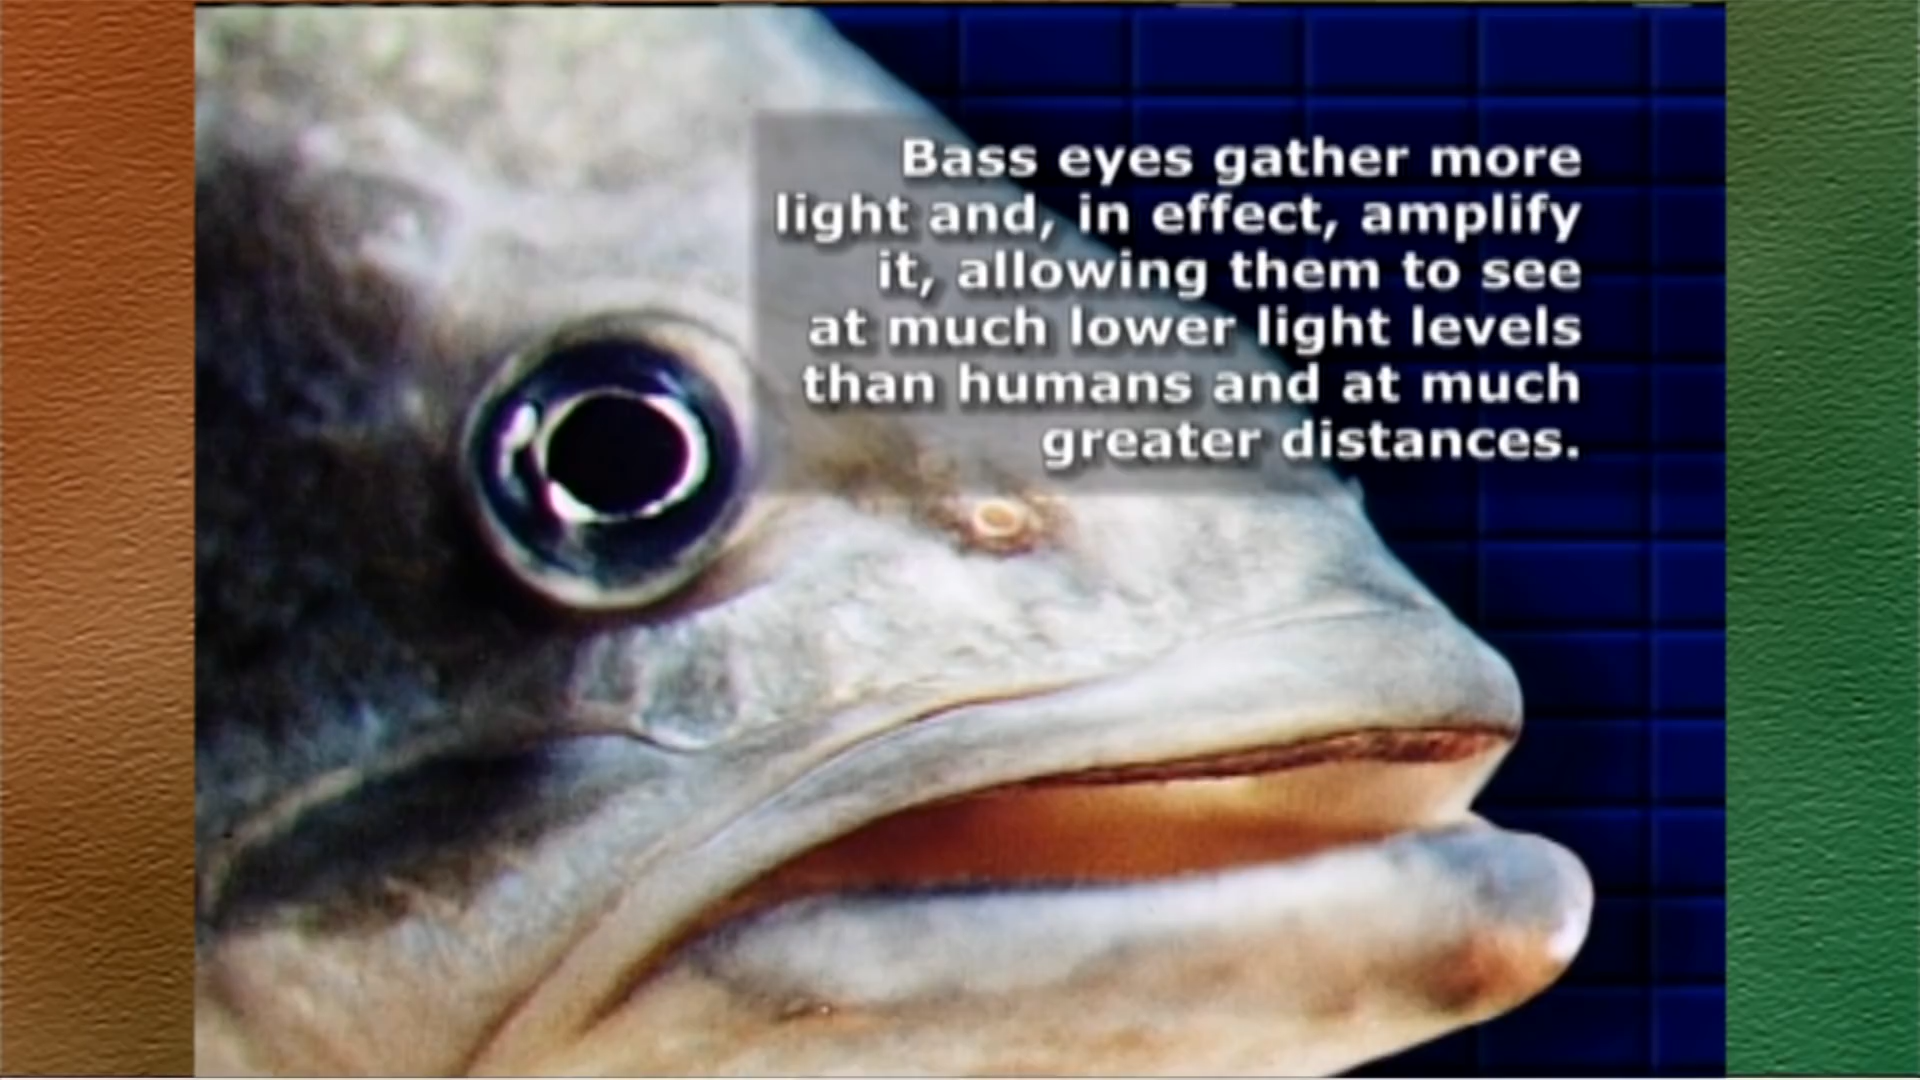 Bass eyes gather more
light and, in effect, amplify
it, allowing them to see
at much lower light levels
than humans and at much
greater distances.